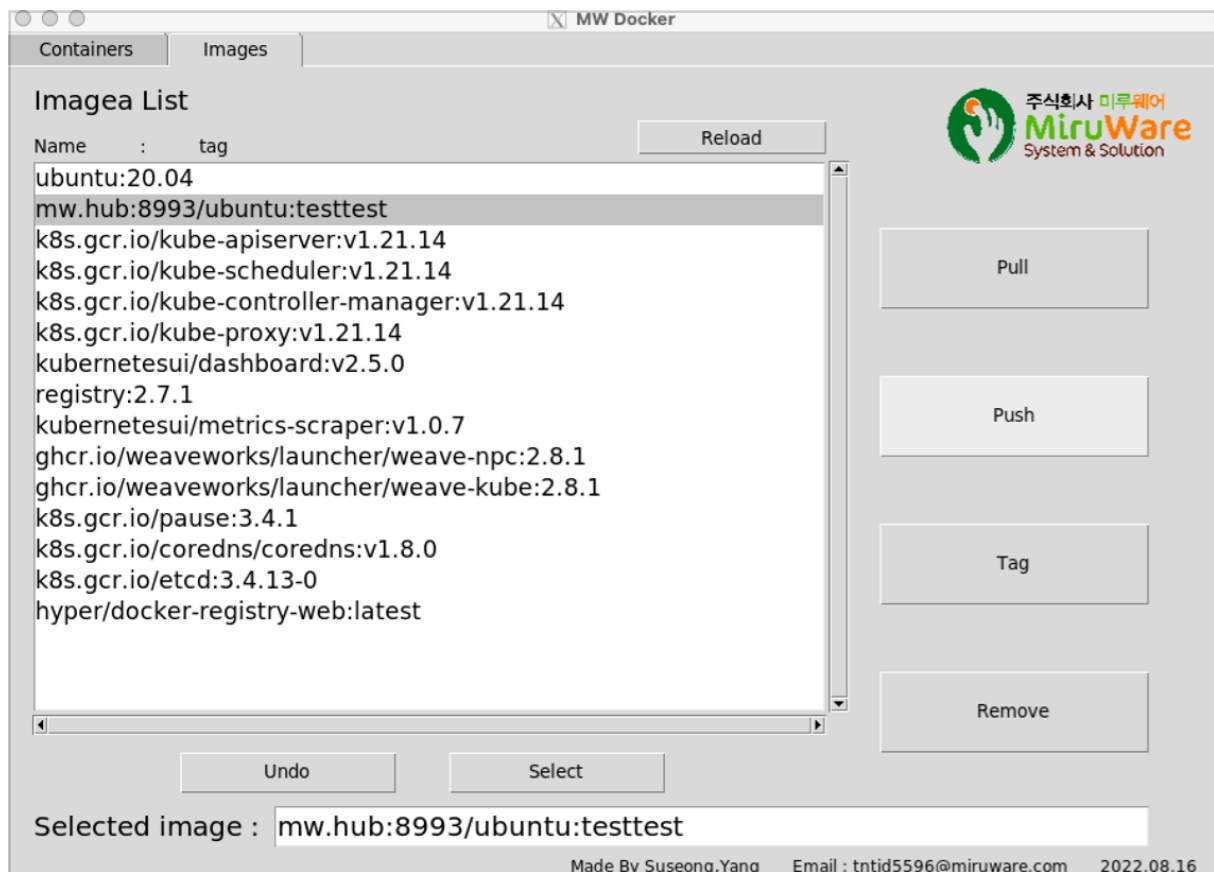 MW Docker
Containers Images
Imagea List
주식회사 미루웨어
MiruWare
System & Solution
Name : tag
Reload
ubuntu:20.04
mw.hub:8993/ubuntu:testtest
k8s.gcr.io/kube-apiserver:v1.21.14
k8s.gcr.io/kube-scheduler:v1.21.14
k8s.gcr.io/kube-controller-manager:v1.21.14
k8s.gcr.io/kube-proxy:v1.21.14
kubernetesui/dashboard:v2.5.0
registry:2.7.1
kubernetesui/metrics-scraper:v1.0.7
ghcr.io/weaveworks/launcher/weave-npc:2.8.1
ghcr.io/weaveworks/launcher/weave-kube:2.8.1
k8s.gcr.io/pause:3.4.1
k8s.gcr.io/coredns/coredns:v1.8.0
k8s.gcr.io/etcd:3.4.13-0
hyper/docker-registry-web:latest
Pull
Push
Tag
Remove
Undo Select
Selected image : mw.hub:8993/ubuntu:testtest
Made By Suseong,Yang Email : tntid5596@miruware.com 2022.08.16